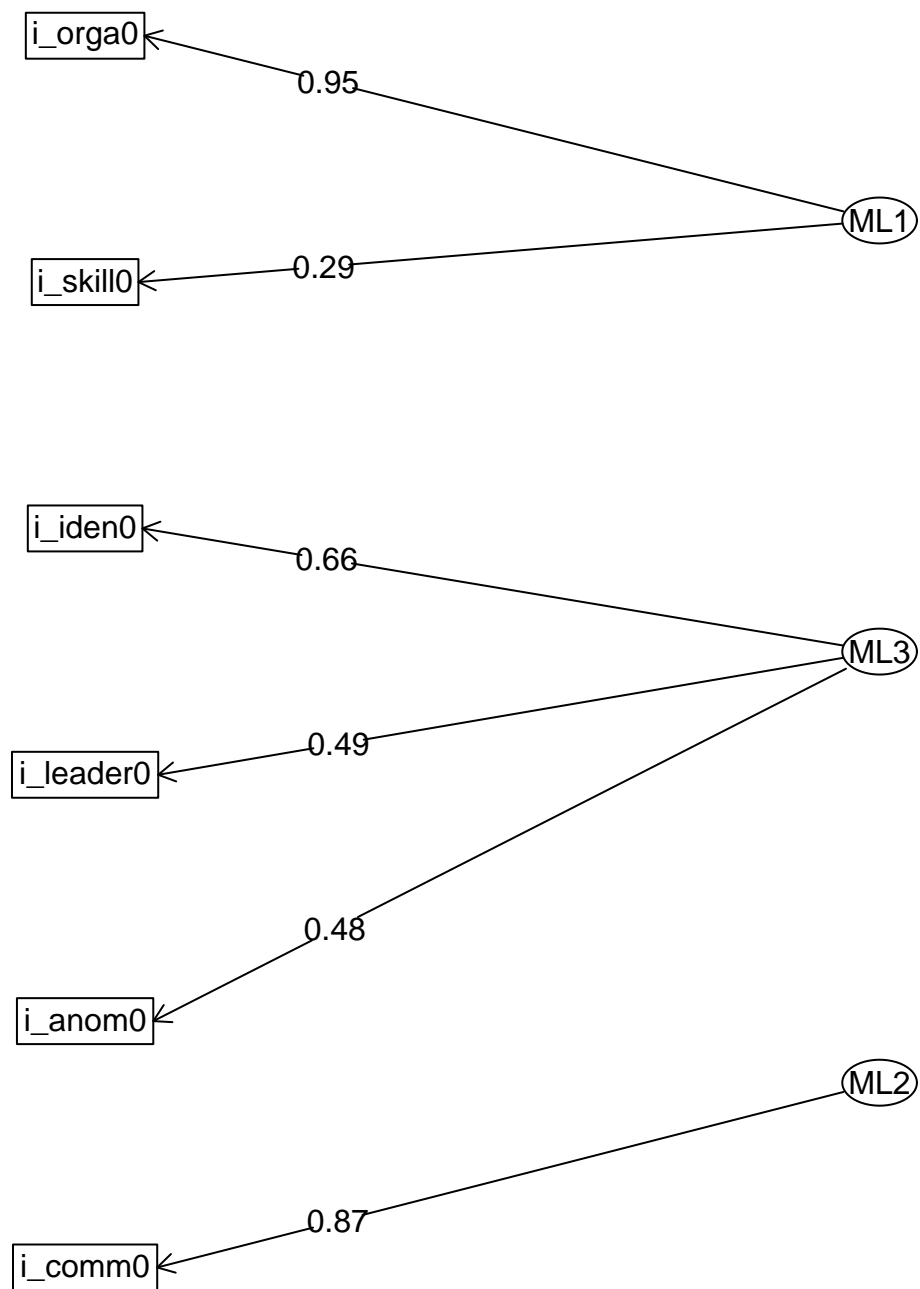 i_orga0
0.95
ML1
0.29
i_skill0
i_iden0
0.66
ML3
0.49
i_leader0
0.48
i_anom0
ML2
0.87
i_comm0